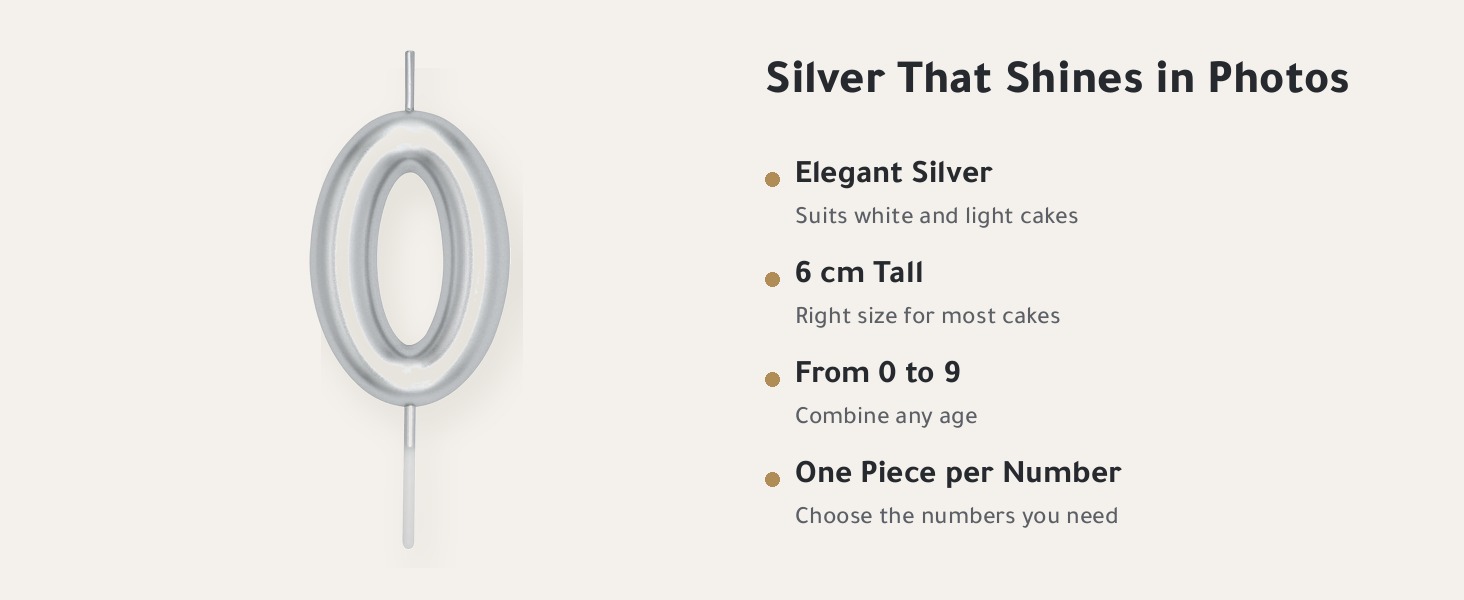 Silver That Shines in Photos
Elegant Silver
Suits white and light cakes
6 cm Tall
Right size for most cakes
From 0 to 9
Combine any age
One Piece per Number
Choose the numbers you need